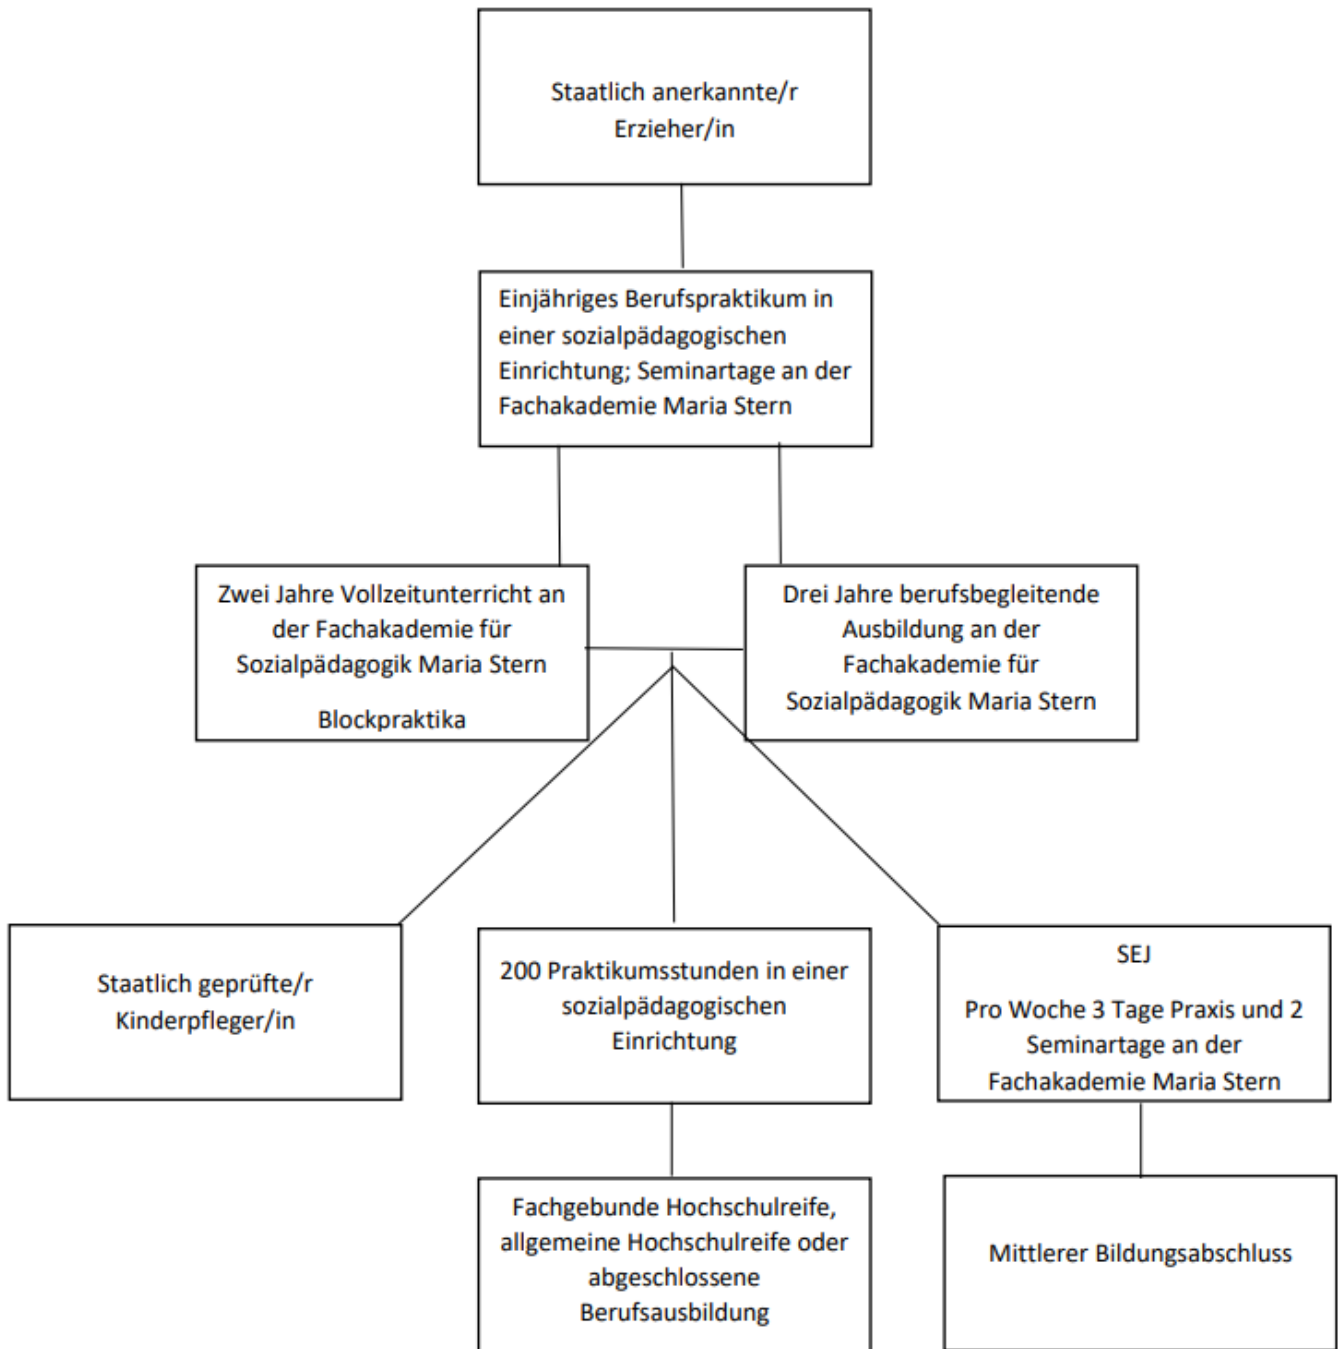 Staatlich anerkannte/r
Erzieher/in
Einjähriges Berufspraktikum in
einer sozialpädagogischen
Einrichtung; Seminartage an der
Fachakademie Maria Stern
Zwei Jahre Vollzeitunterricht an
der Fachakademie für
Sozialpädagogik Maria Stern
Blockpraktika
Drei Jahre berufsbegleitende
Ausbildung an der
Fachakademie für
Sozialpädagogik Maria Stern
Staatlich geprüfte/r
Kinderpfleger/in
200 Praktikumsstunden in einer
sozialpädagogischen
Einrichtung
SEJ
Pro Woche 3 Tage Praxis und 2
Seminartage an der
Fachakademie Maria Stern
Fachgebunde Hochschulreife,
allgemeine Hochschulreife oder
abgeschlossene
Berufsausbildung
Mittlerer Bildungsabschluss